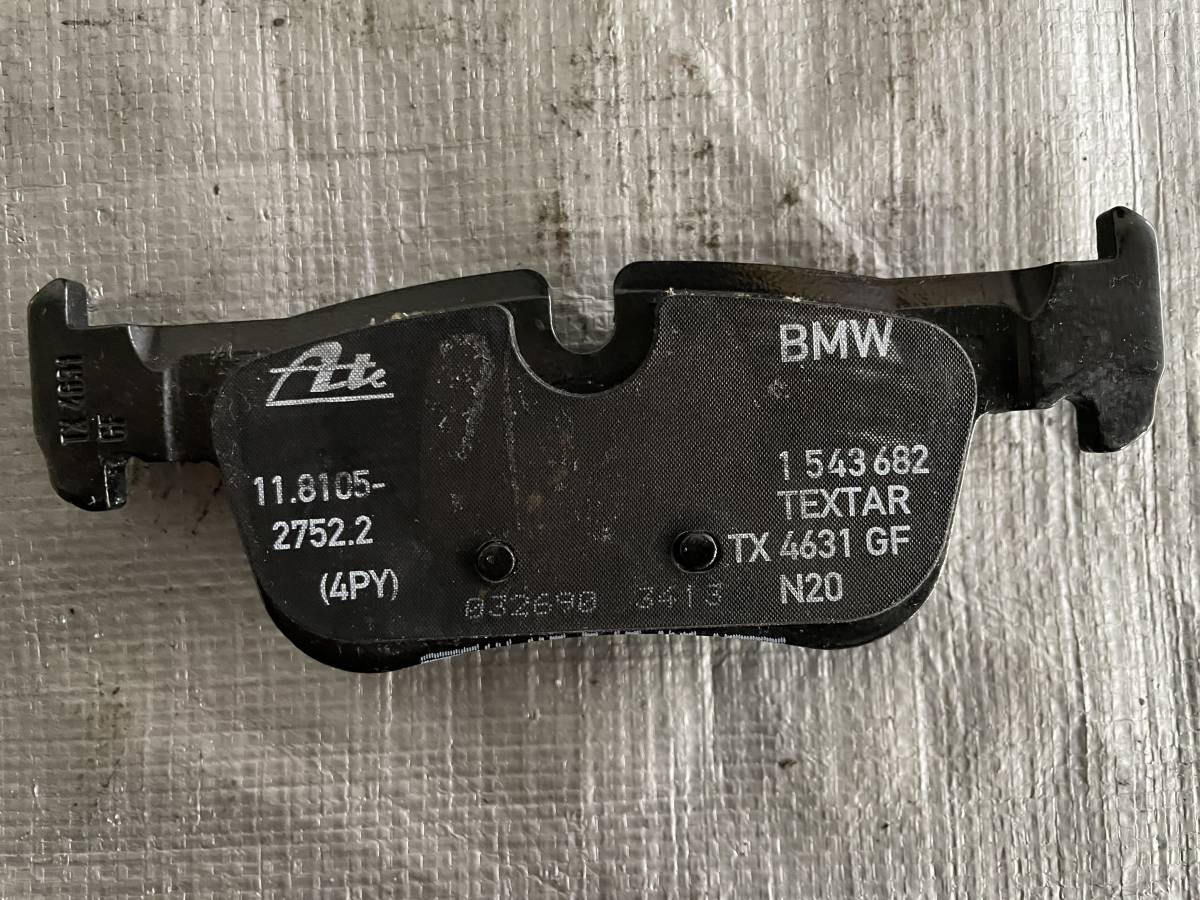 TX 4631
GF
Ate
11.8105-
2752.2
(4PY)
BMW
1 543 682
TEXTAR
TX 4631 GF
N20
032690 3413